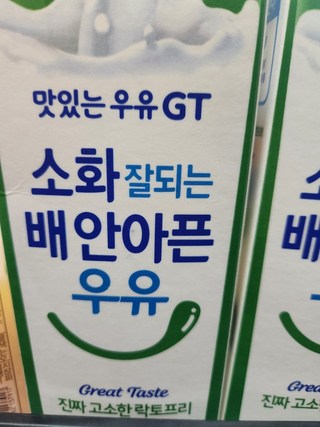 맛있는 우유 GT
소화 잘되는
배 안아픈
우유
Great Taste
진짜 고소한 락토프리